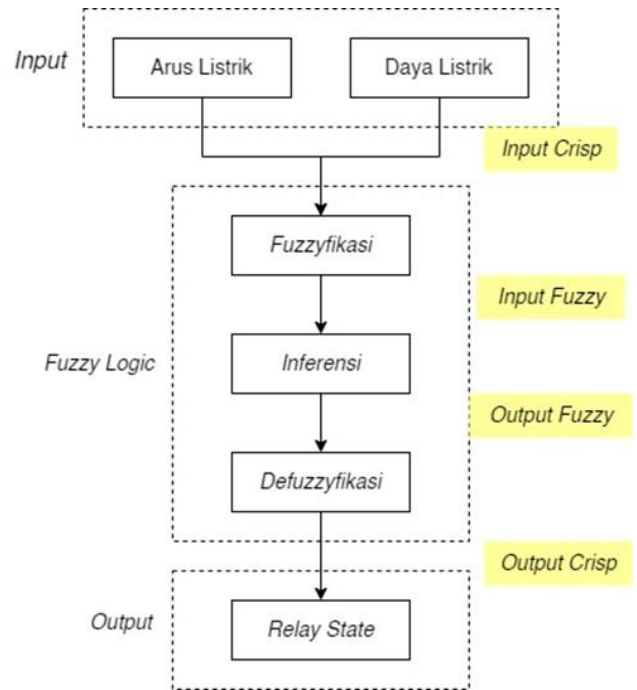 Input
Arus Listrik
Daya Listrik
Input Crisp
Fuzzyfikasi
Input Fuzzy
Fuzzy Logic
Inferensi
Output Fuzzy
Defuzzyfikasi
Output Crisp
Output
Relay State